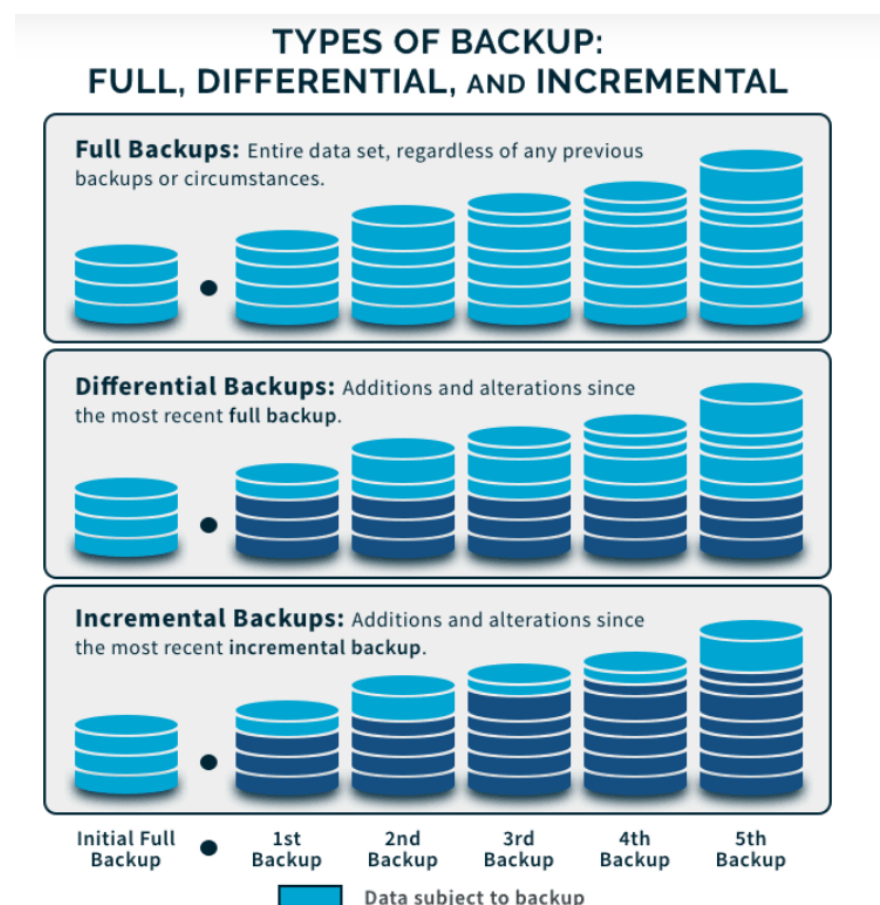 TYPES OF BACKUP:
FULL, DIFFERENTIAL, AND INCREMENTAL
Full Backups: Entire data set, regardless of any previous
backups or circumstances.
Differential Backups: Additions and alterations since
the most recent full backup.
Incremental Backups: Additions and alterations since
the most recent incremental backup.
Initial Full
Backup
1st
Backup
2nd
Backup
3rd
Backup
4th
Backup
5th
Backup
Data subject to backup